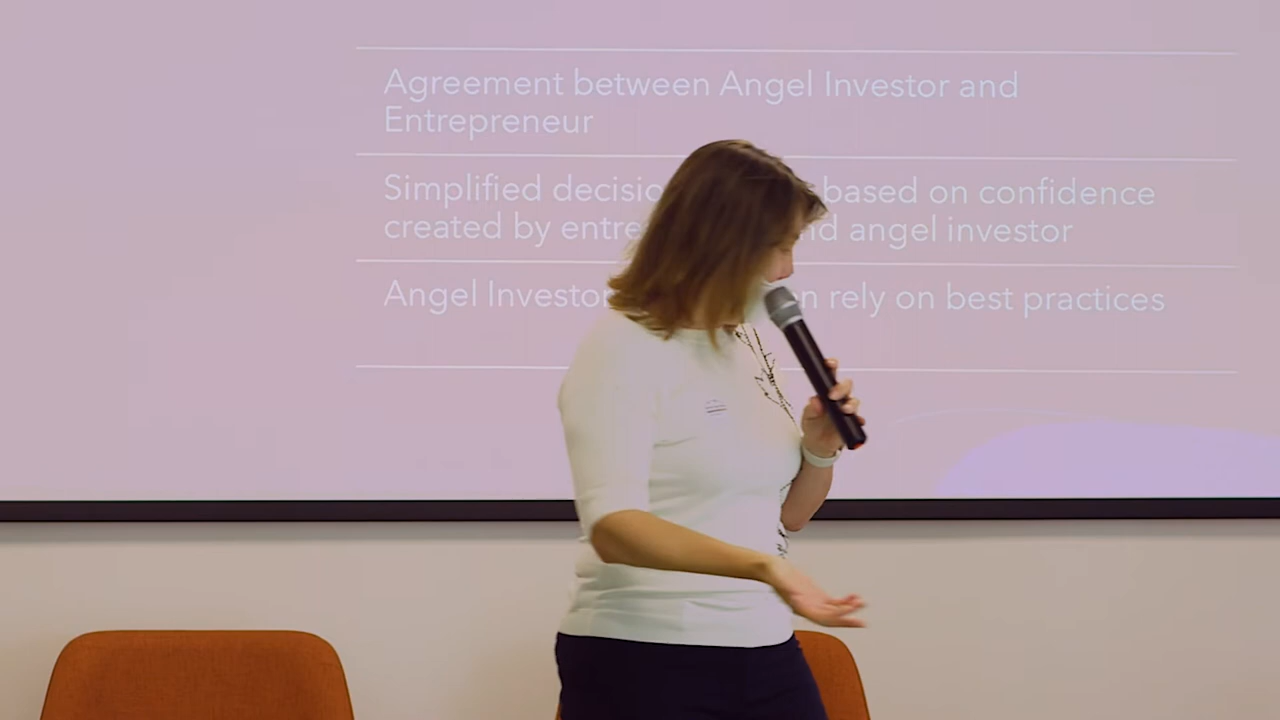 Agreement between Angel Investor and
Entrepreneur
Simplified based on confidence
created by angel investor
Angel rely on best practices